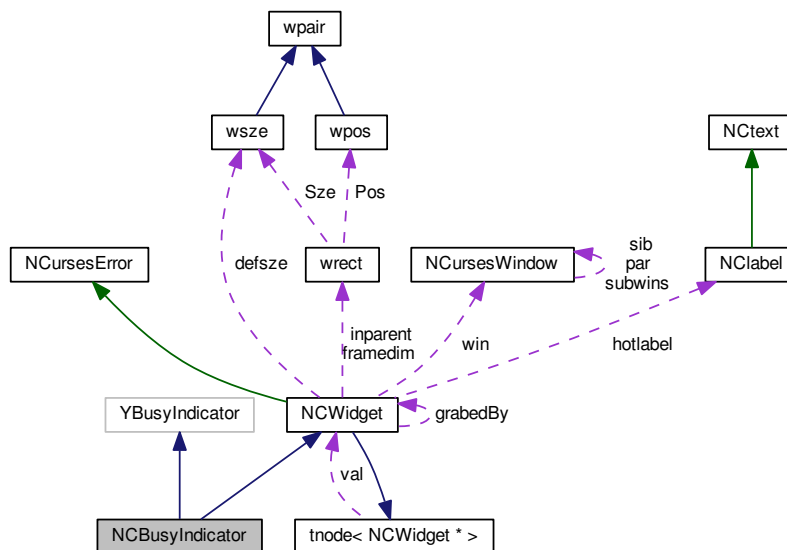 wpair
wsze
wpos
NCtext
Sze
Pos
NCursesError
defsze
wrect
NCursesWindow
sib
par
subwins
NClabel
inparent
framedim
win
hotlabel
YBusyIndicator
NCWidget
grabedBy
val
NCBusyIndicator
tnode< NCWidget * >